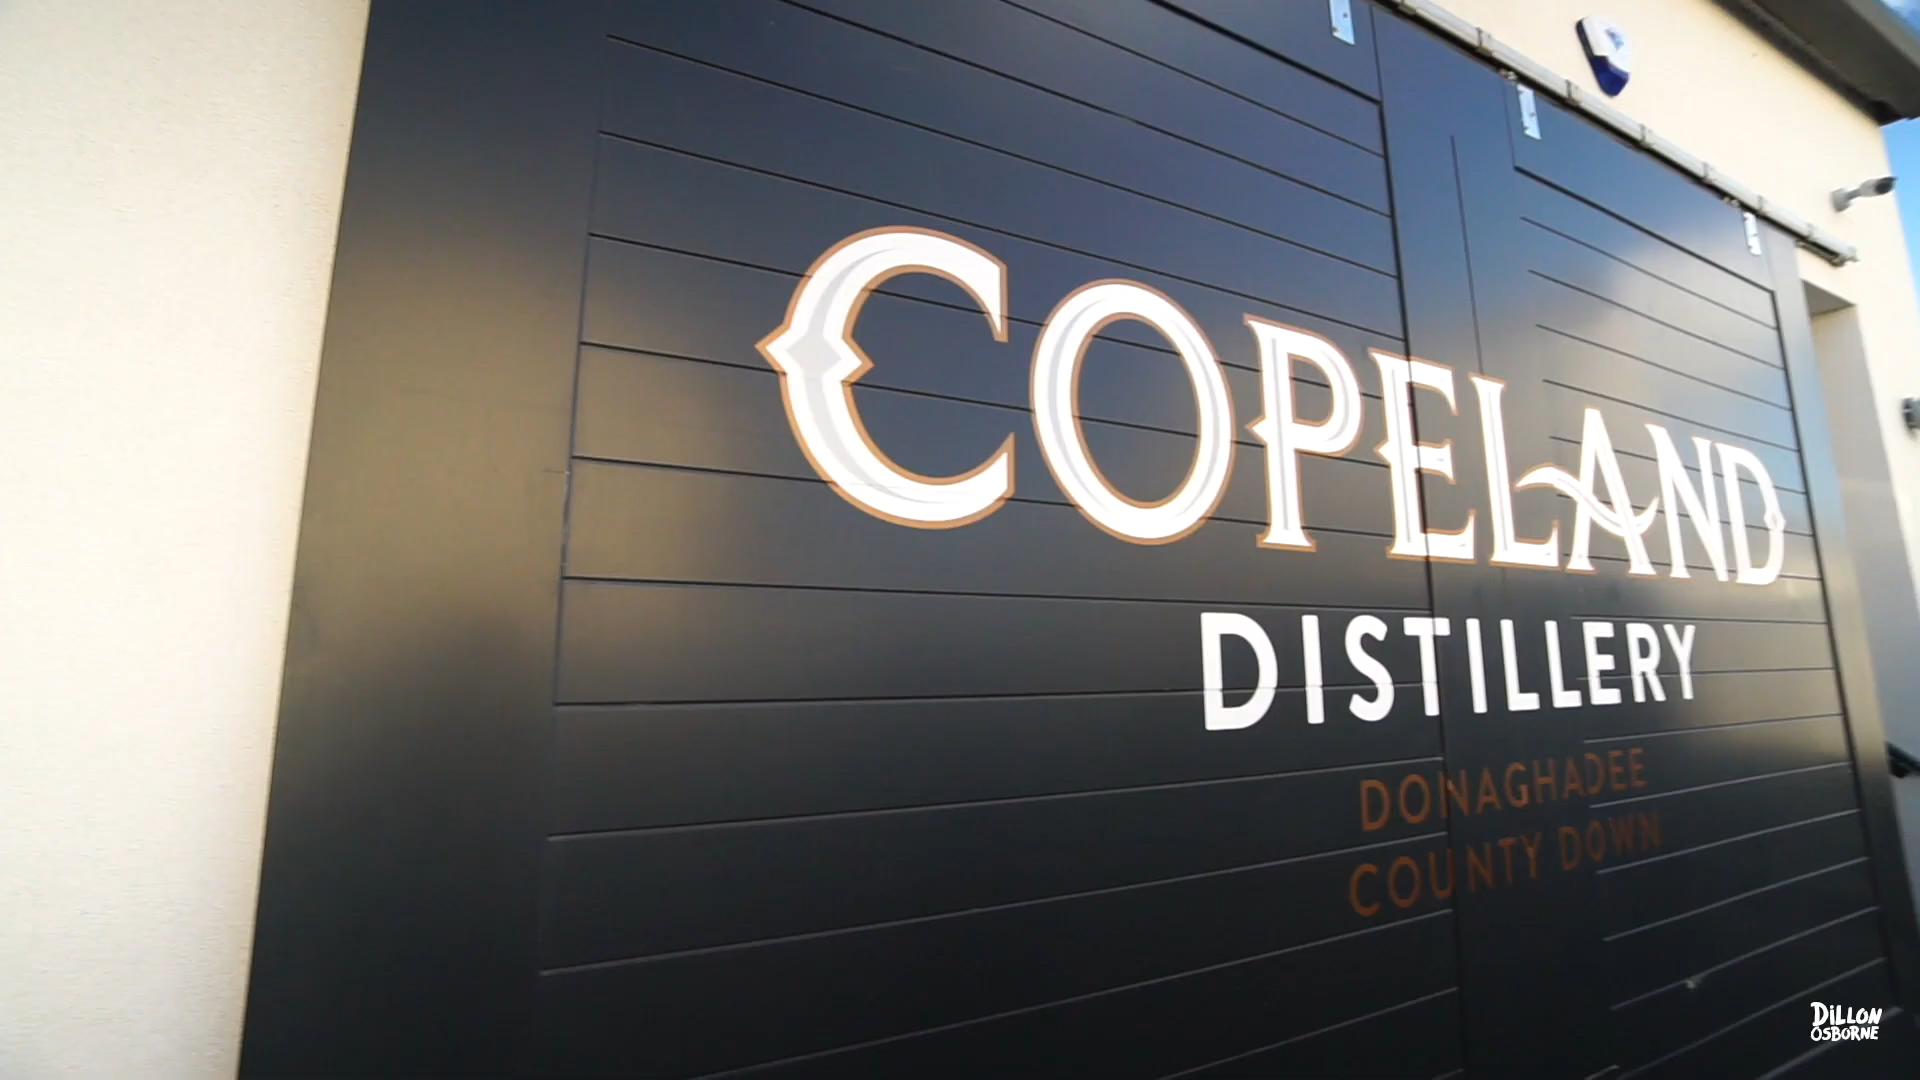 COPELAND
DISTILLERY
DONAGHADEE
COUNTY DOWN
DILLON
OSBORNE